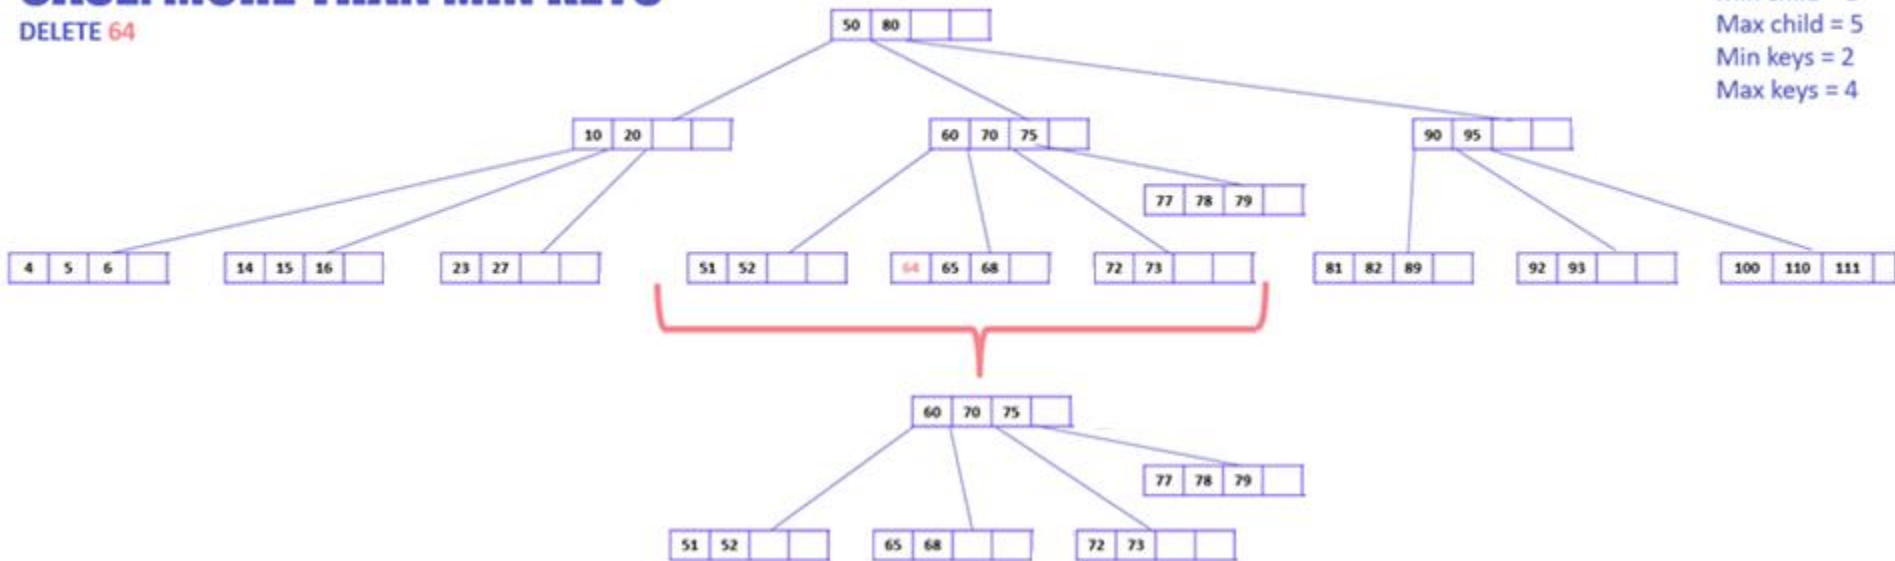 DELETE 64
Max child = 5
Min keys = 2
Max keys = 4
50 80
10 20
60 70 75
90 95
77 78 79
4 5 6
14 15 16
23 27
51 52
64 65 68
72 73
81 82 89
92 93
100 110 111
60 70 75
77 78 79
51 52
65 68
72 73